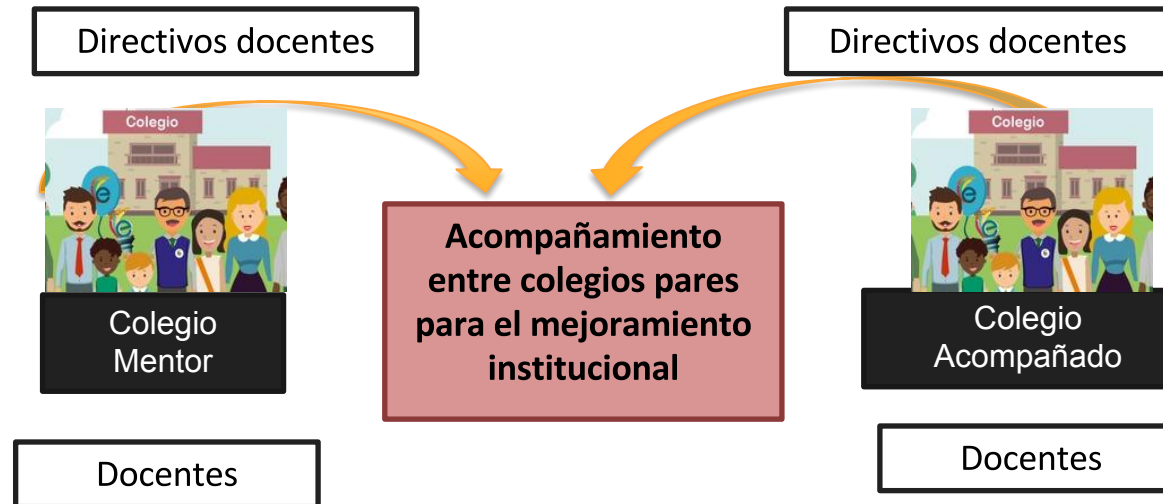 Directivos docentes
Directivos docentes
Colegio
Colegio
Acompañamiento
entre colegios pares
para el mejoramiento
institucional
Colegio
Mentor
Colegio
Acompañado
Docentes
Docentes